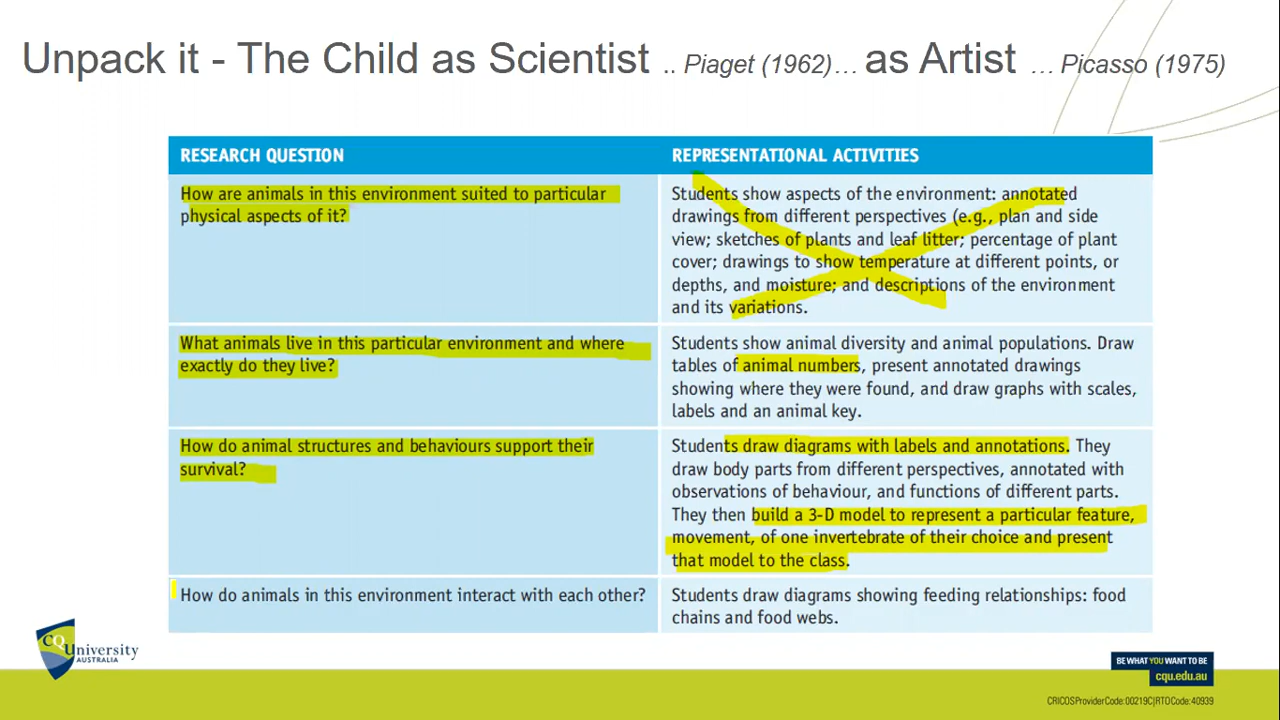 Unpack it - The Child as Scientist .. Piaget (1962)… as Artist … Picasso (1975)
RESEARCH QUESTION
REPRESENTATIONAL ACTIVITIES
How are animals in this environment suited to particular
physical aspects of it?
Students show aspects of the environment: annotated
drawings from different perspectives (e.g., plan and side
view; sketches of plants and leaf litter; percentage of plant
cover; drawings to show temperature at different points, or
depths, and moisture; and descriptions of the environment
and its variations.
What animals live in this particular environment and where
exactly do they live?
Students show animal diversity and animal populations. Draw
tables of animal numbers, present annotated drawings
showing where they were found, and draw graphs with scales,
labels and an animal key.
How do animal structures and behaviours support their
survival?
Students draw diagrams with labels and annotations. They
draw body parts from different perspectives, annotated with
observations of behaviour, and functions of different parts.
They then build a 3-D model to represent a particular feature,
movement, of one invertebrate of their choice and present
that model to the class.
How do animals in this environment interact with each other?
Students draw diagrams showing feeding relationships: food
chains and food webs.
CQUniversity
AUSTRALIA
BE WHAT YOU WANT TO BE
cqu.edu.au
CRICOSProviderCode:00219C|RTOCode:40939